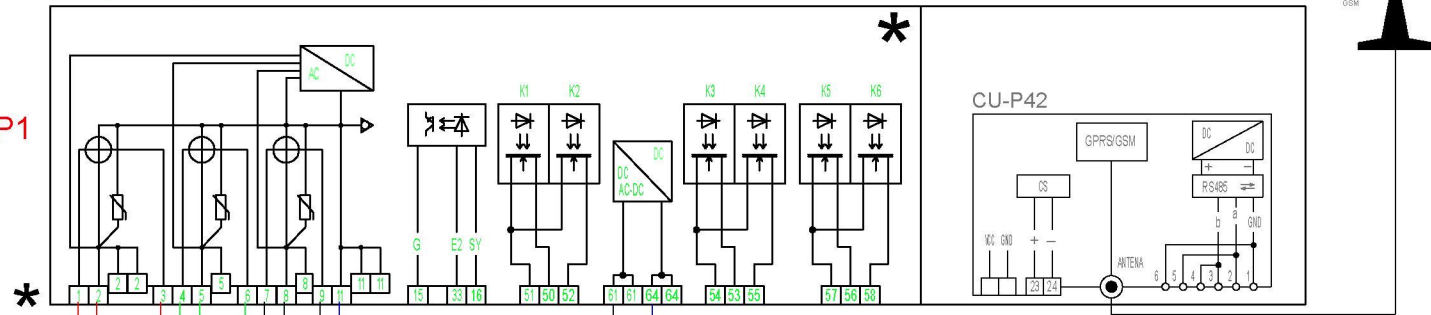 GSM
P1
*
DC
AC
K1 K2
K3 K4
K5 K6
DC
DC
AC-DC
G
E2 SY
CU-P42
GPRS/GSM
DC
DC
+ −
RS485
CS
b a GND
VCC GND + −
ANTENA
6 5 4 3 2 1
*
2 2 5 8 11 11
1 2 3 4 5 6 7 8 9 11
15 33 16
51 50 52
61 61 64 64
54 53 55
57 56 58
23 24